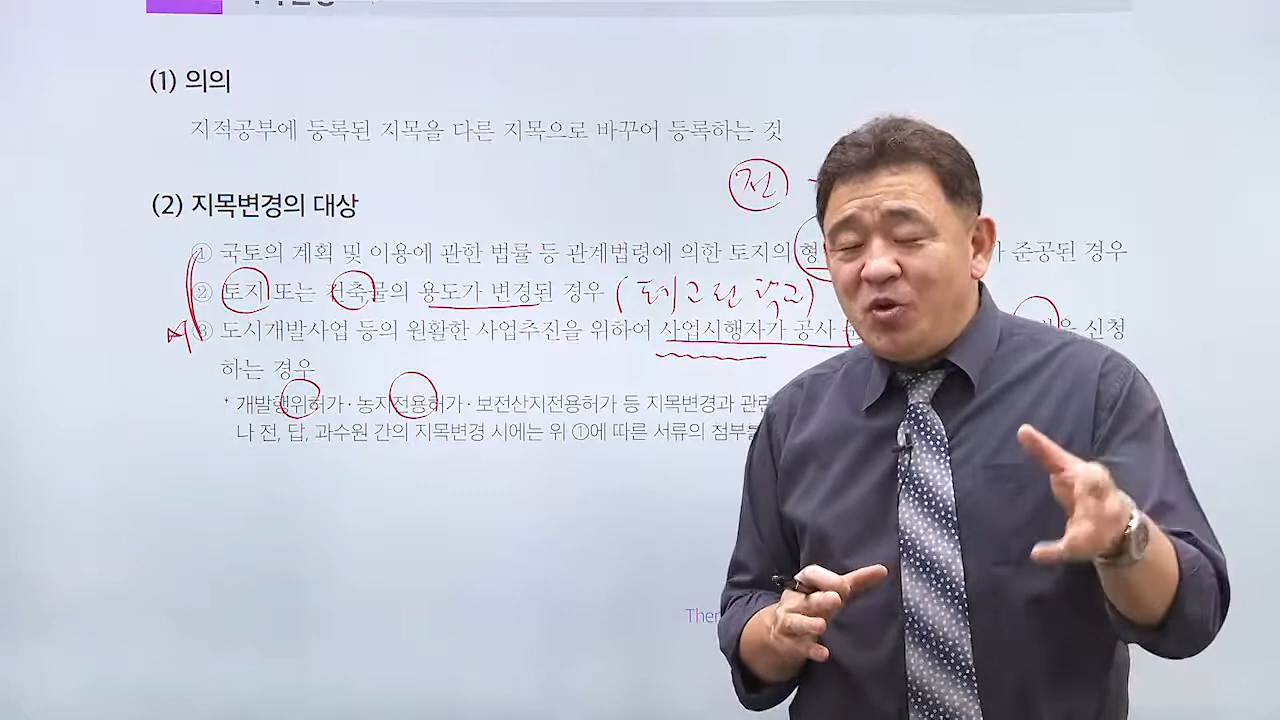 (1) 의의
지적공부에 등록된 지목을 다른 지목으로 바꾸어 등록하는 것
전
(2) 지목변경의 대상
① 국토의 계획 및 이용에 관한 법률 등 관계법령에 의한 토지의 형 준공된 경우
② 토지 또는 건축물의 용도가 변경된 경우
③ 도시개발사업 등의 원활한 사업추진을 위하여 사업시행자가 공사 신청
하는 경우
* 개발행위허가·농지전용허가·보전산지전용허가 등 지목변경과
나 전, 답, 과수원 간의 지목변경 시에는 위 ①에 따른 서류의 첨부를